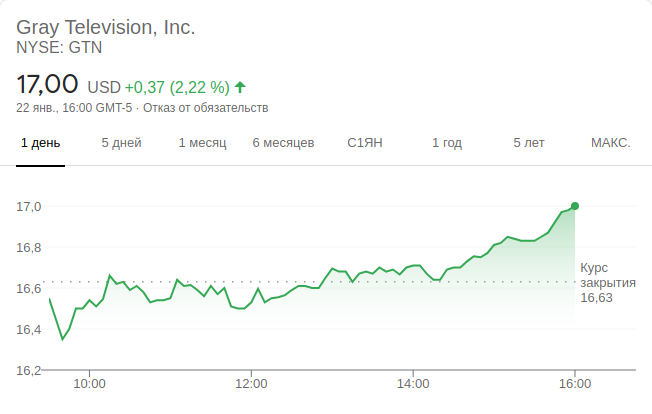 Gray Television, Inc.
NYSE: GTN
17,00 USD +0,37 (2,22 %)
22 янв., 16:00 GMT-5 · Отказ от обязательств
1 день 5 дней 1 месяц 6 месяцев С1ЯН 1 год 5 лет МАКС.
17,0
16,8
16,6
16,4
16,2
Курс
закрытия
16,63
10:00 12:00 14:00 16:00